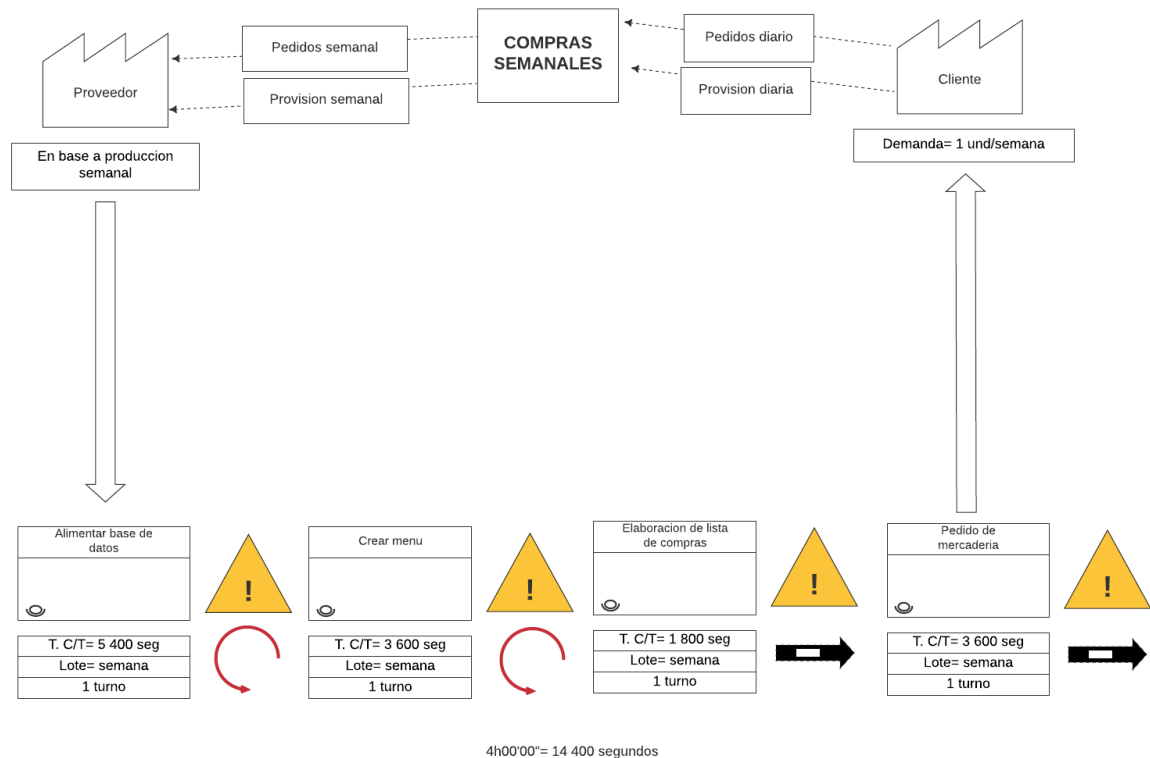 Pedidos semanal
COMPRAS
SEMANALES
Pedidos diario
Proveedor
Provision semanal
Provision diaria
Cliente
En base a produccion
semanal
Demanda= 1 und/semana
Alimentar base de
datos
!
T. C/T= 5 400 seg
Lote= semana
1 turno
Crear menu
!
T. C/T= 3 600 seg
Lote= semana
1 turno
Elaboracion de lista
de compras
!
T. C/T= 1 800 seg
Lote= semana
1 turno
Pedido de
mercaderia
!
T. C/T= 3 600 seg
Lote= semana
1 turno
4h00'00"= 14 400 segundos